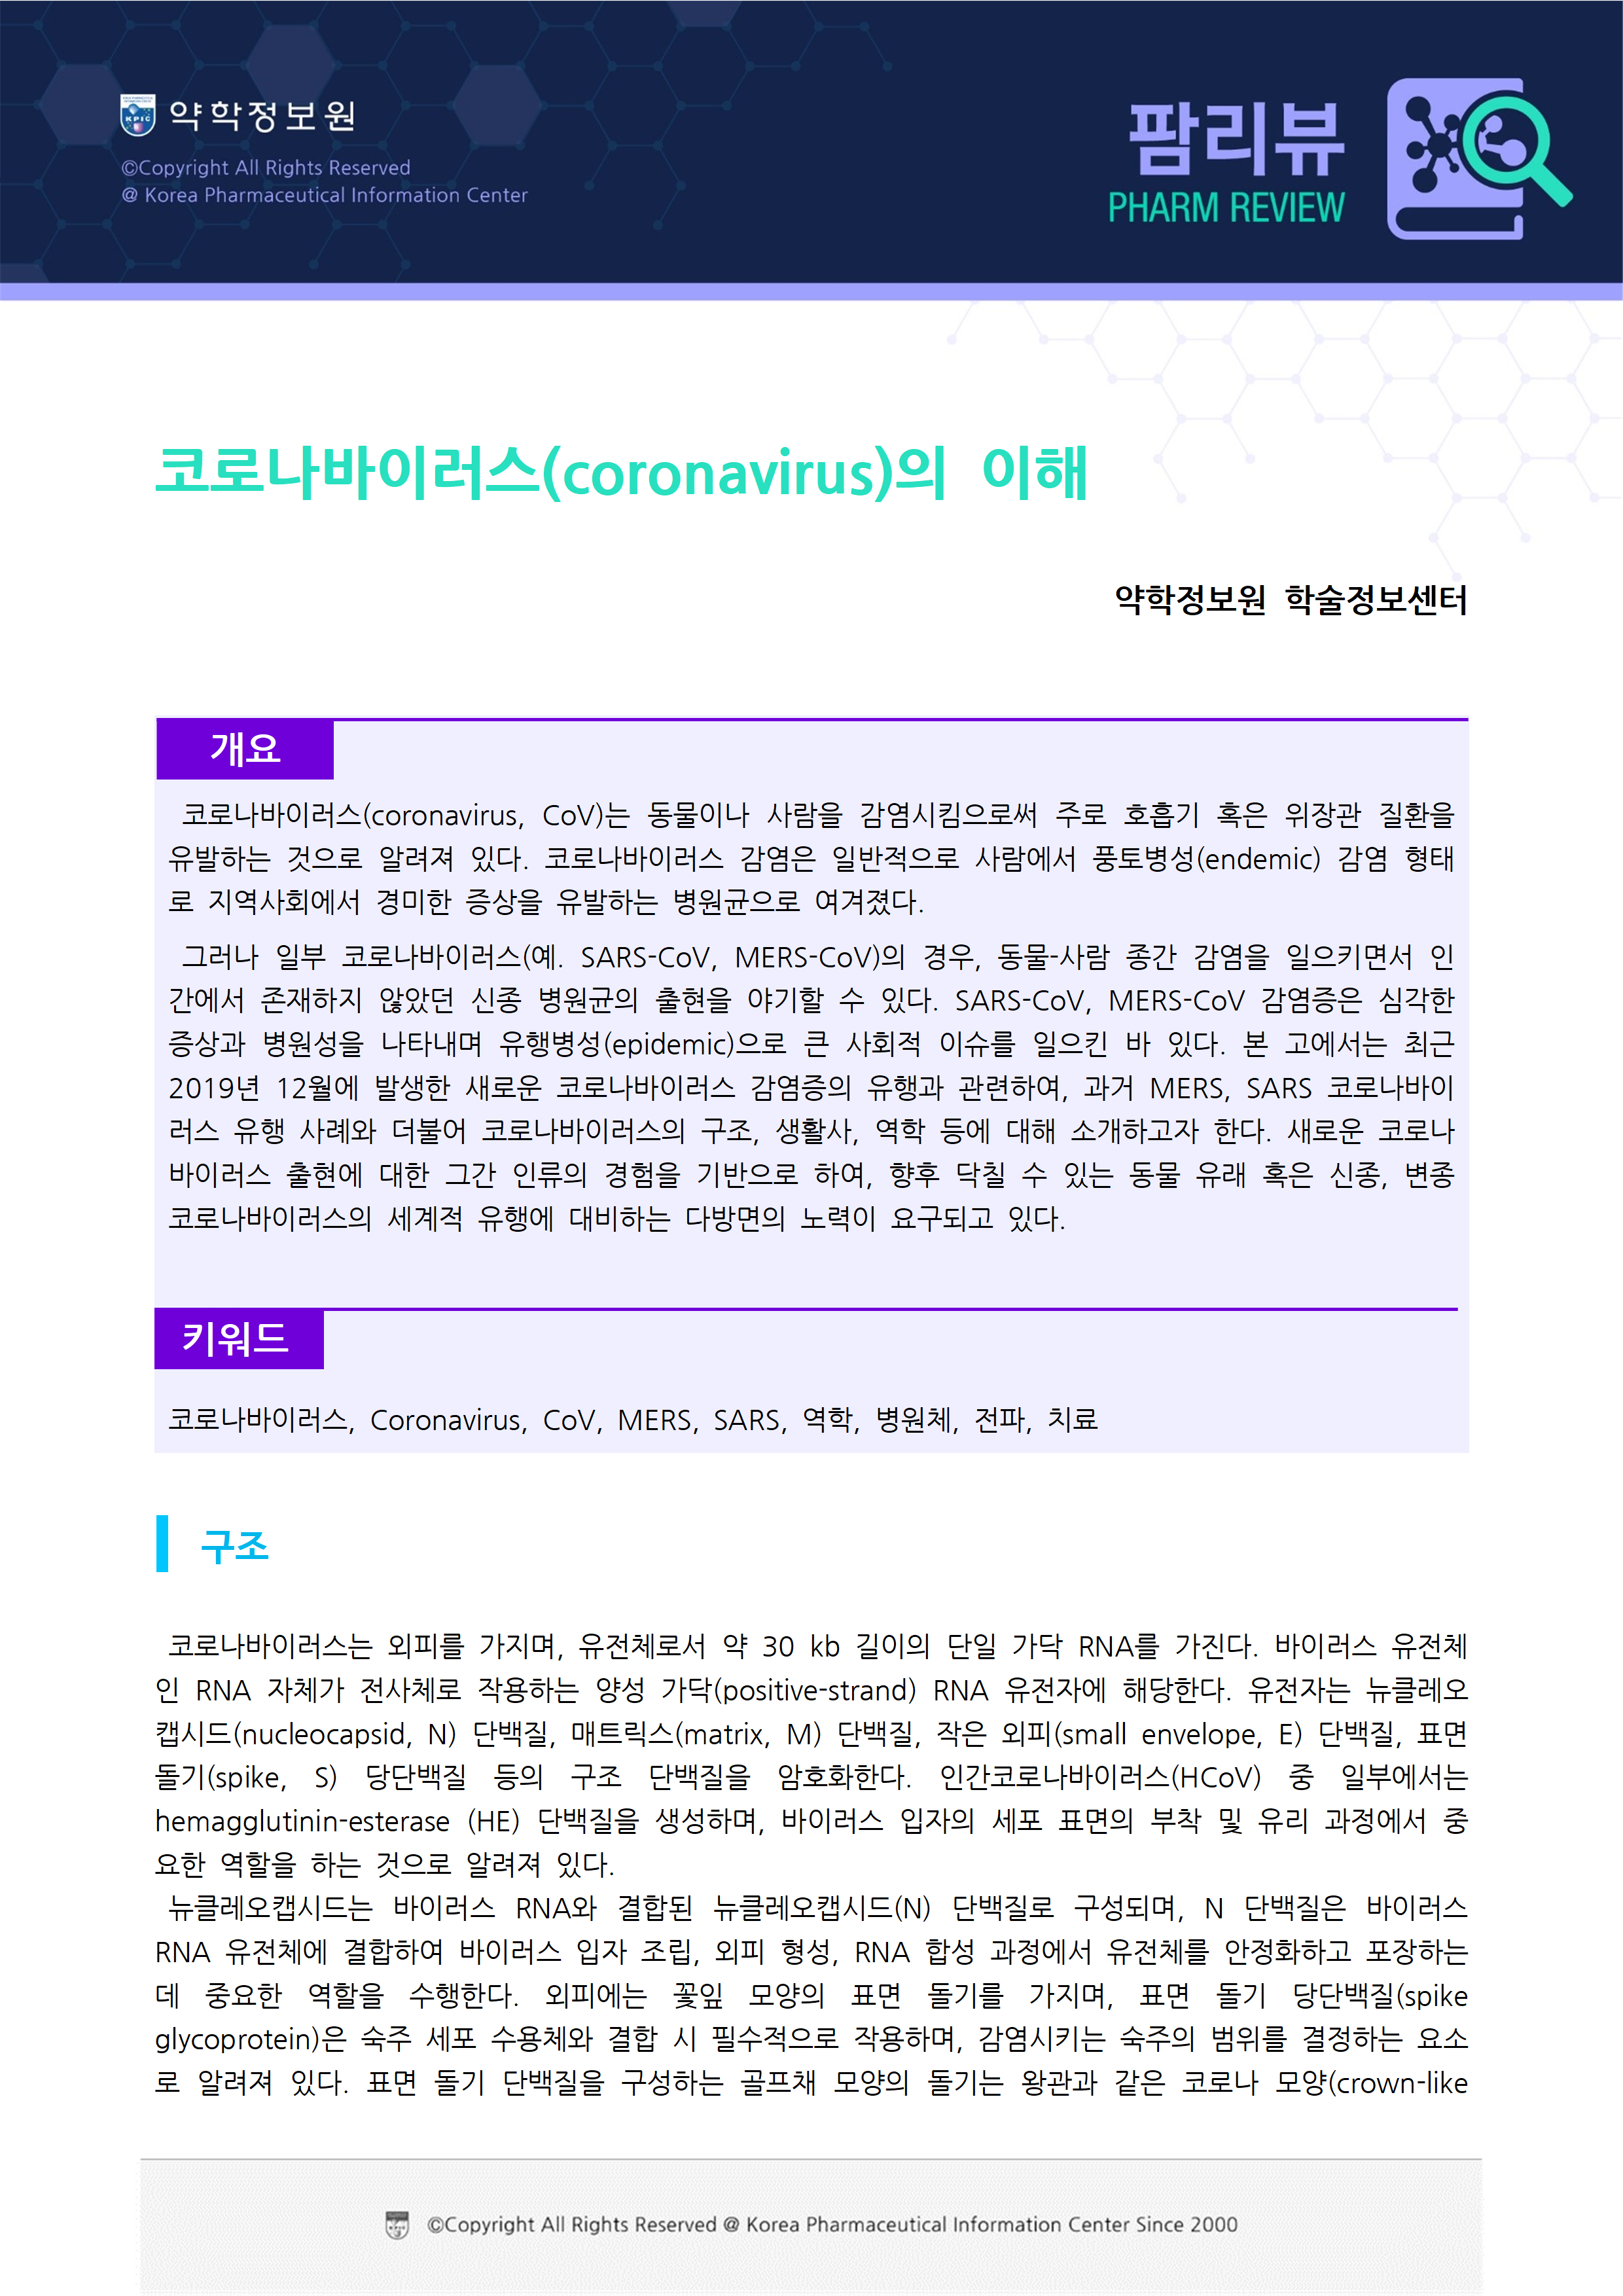 약학정보원
©Copyright All Rights Reserved
@ Korea Pharmaceutical Information Center
팜리뷰
PHARM REVIEW
코로나바이러스(coronavirus)의 이해
약학정보원 학술정보센터
개요
코로나바이러스(coronavirus, CoV)는 동물이나 사람을 감염시킴으로써 주로 호흡기 혹은 위장관 질환을
유발하는 것으로 알려져 있다. 코로나바이러스 감염은 일반적으로 사람에서 풍토병성(endemic) 감염 형태
로 지역사회에서 경미한 증상을 유발하는 병원균으로 여겨졌다.
그러나 일부 코로나바이러스(예. SARS-CoV, MERS-CoV)의 경우, 동물-사람 종간 감염을 일으키면서 인
간에서 존재하지 않았던 신종 병원균의 출현을 야기할 수 있다. SARS-CoV, MERS-CoV 감염증은 심각한
증상과 병원성을 나타내며 유행병성(epidemic)으로 큰 사회적 이슈를 일으킨 바 있다. 본 고에서는 최근
2019년 12월에 발생한 새로운 코로나바이러스 감염증의 유행과 관련하여, 과거 MERS, SARS 코로나바이
러스 유행 사례와 더불어 코로나바이러스의 구조, 생활사, 역학 등에 대해 소개하고자 한다. 새로운 코로나
바이러스 출현에 대한 그간 인류의 경험을 기반으로 하여, 향후 닥칠 수 있는 동물 유래 혹은 신종, 변종
코로나바이러스의 세계적 유행에 대비하는 다방면의 노력이 요구되고 있다.
키워드
코로나바이러스, Coronavirus, CoV, MERS, SARS, 역학, 병원체, 전파, 치료
구조
코로나바이러스는 외피를 가지며, 유전체로서 약 30 kb 길이의 단일 가닥 RNA를 가진다. 바이러스 유전체
인 RNA 자체가 전사체로 작용하는 양성 가닥(positive-strand) RNA 유전자에 해당한다. 유전자는 뉴클레오
캡시드(nucleocapsid, N) 단백질, 매트릭스(matrix, M) 단백질, 작은 외피(small envelope, E) 단백질, 표면
돌기(spike, S) 당단백질 등의 구조 단백질을 암호화한다. 인간코로나바이러스(HCoV) 중 일부에서는
hemagglutinin-esterase (HE) 단백질을 생성하며, 바이러스 입자의 세포 표면의 부착 및 유리 과정에서 중
요한 역할을 하는 것으로 알려져 있다.
뉴클레오캡시드는 바이러스 RNA와 결합된 뉴클레오캡시드(N) 단백질로 구성되며, N 단백질은 바이러스
RNA 유전체에 결합하여 바이러스 입자 조립, 외피 형성, RNA 합성 과정에서 유전체를 안정화하고 포장하는
데 중요한 역할을 수행한다. 외피에는 꽃잎 모양의 표면 돌기를 가지며, 표면 돌기 당단백질(spike
glycoprotein)은 숙주 세포 수용체와 결합 시 필수적으로 작용하며, 감염시키는 숙주의 범위를 결정하는 요소
로 알려져 있다. 표면 돌기 단백질을 구성하는 골프채 모양의 돌기는 왕관과 같은 코로나 모양(crown-like
©Copyright All Rights Reserved @ Korea Pharmaceutical Information Center Since 2000